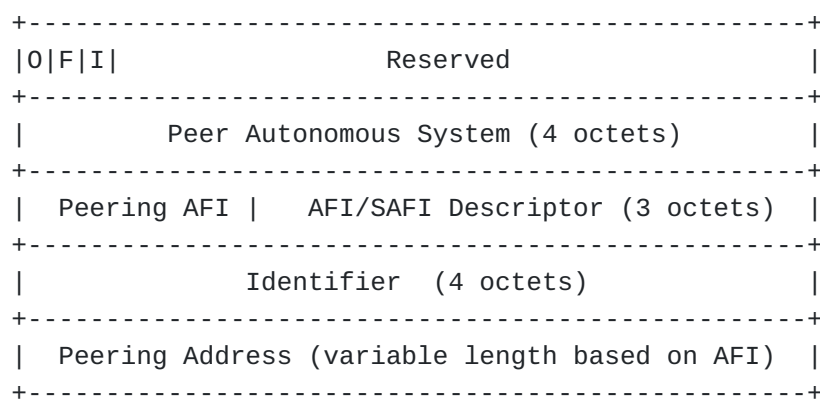 |O|F|I| Reserved |
| Peer Autonomous System (4 octets) |
| Peering AFI | AFI/SAFI Descriptor (3 octets) |
| Identifier (4 octets) |
| Peering Address (variable length based on AFI) |